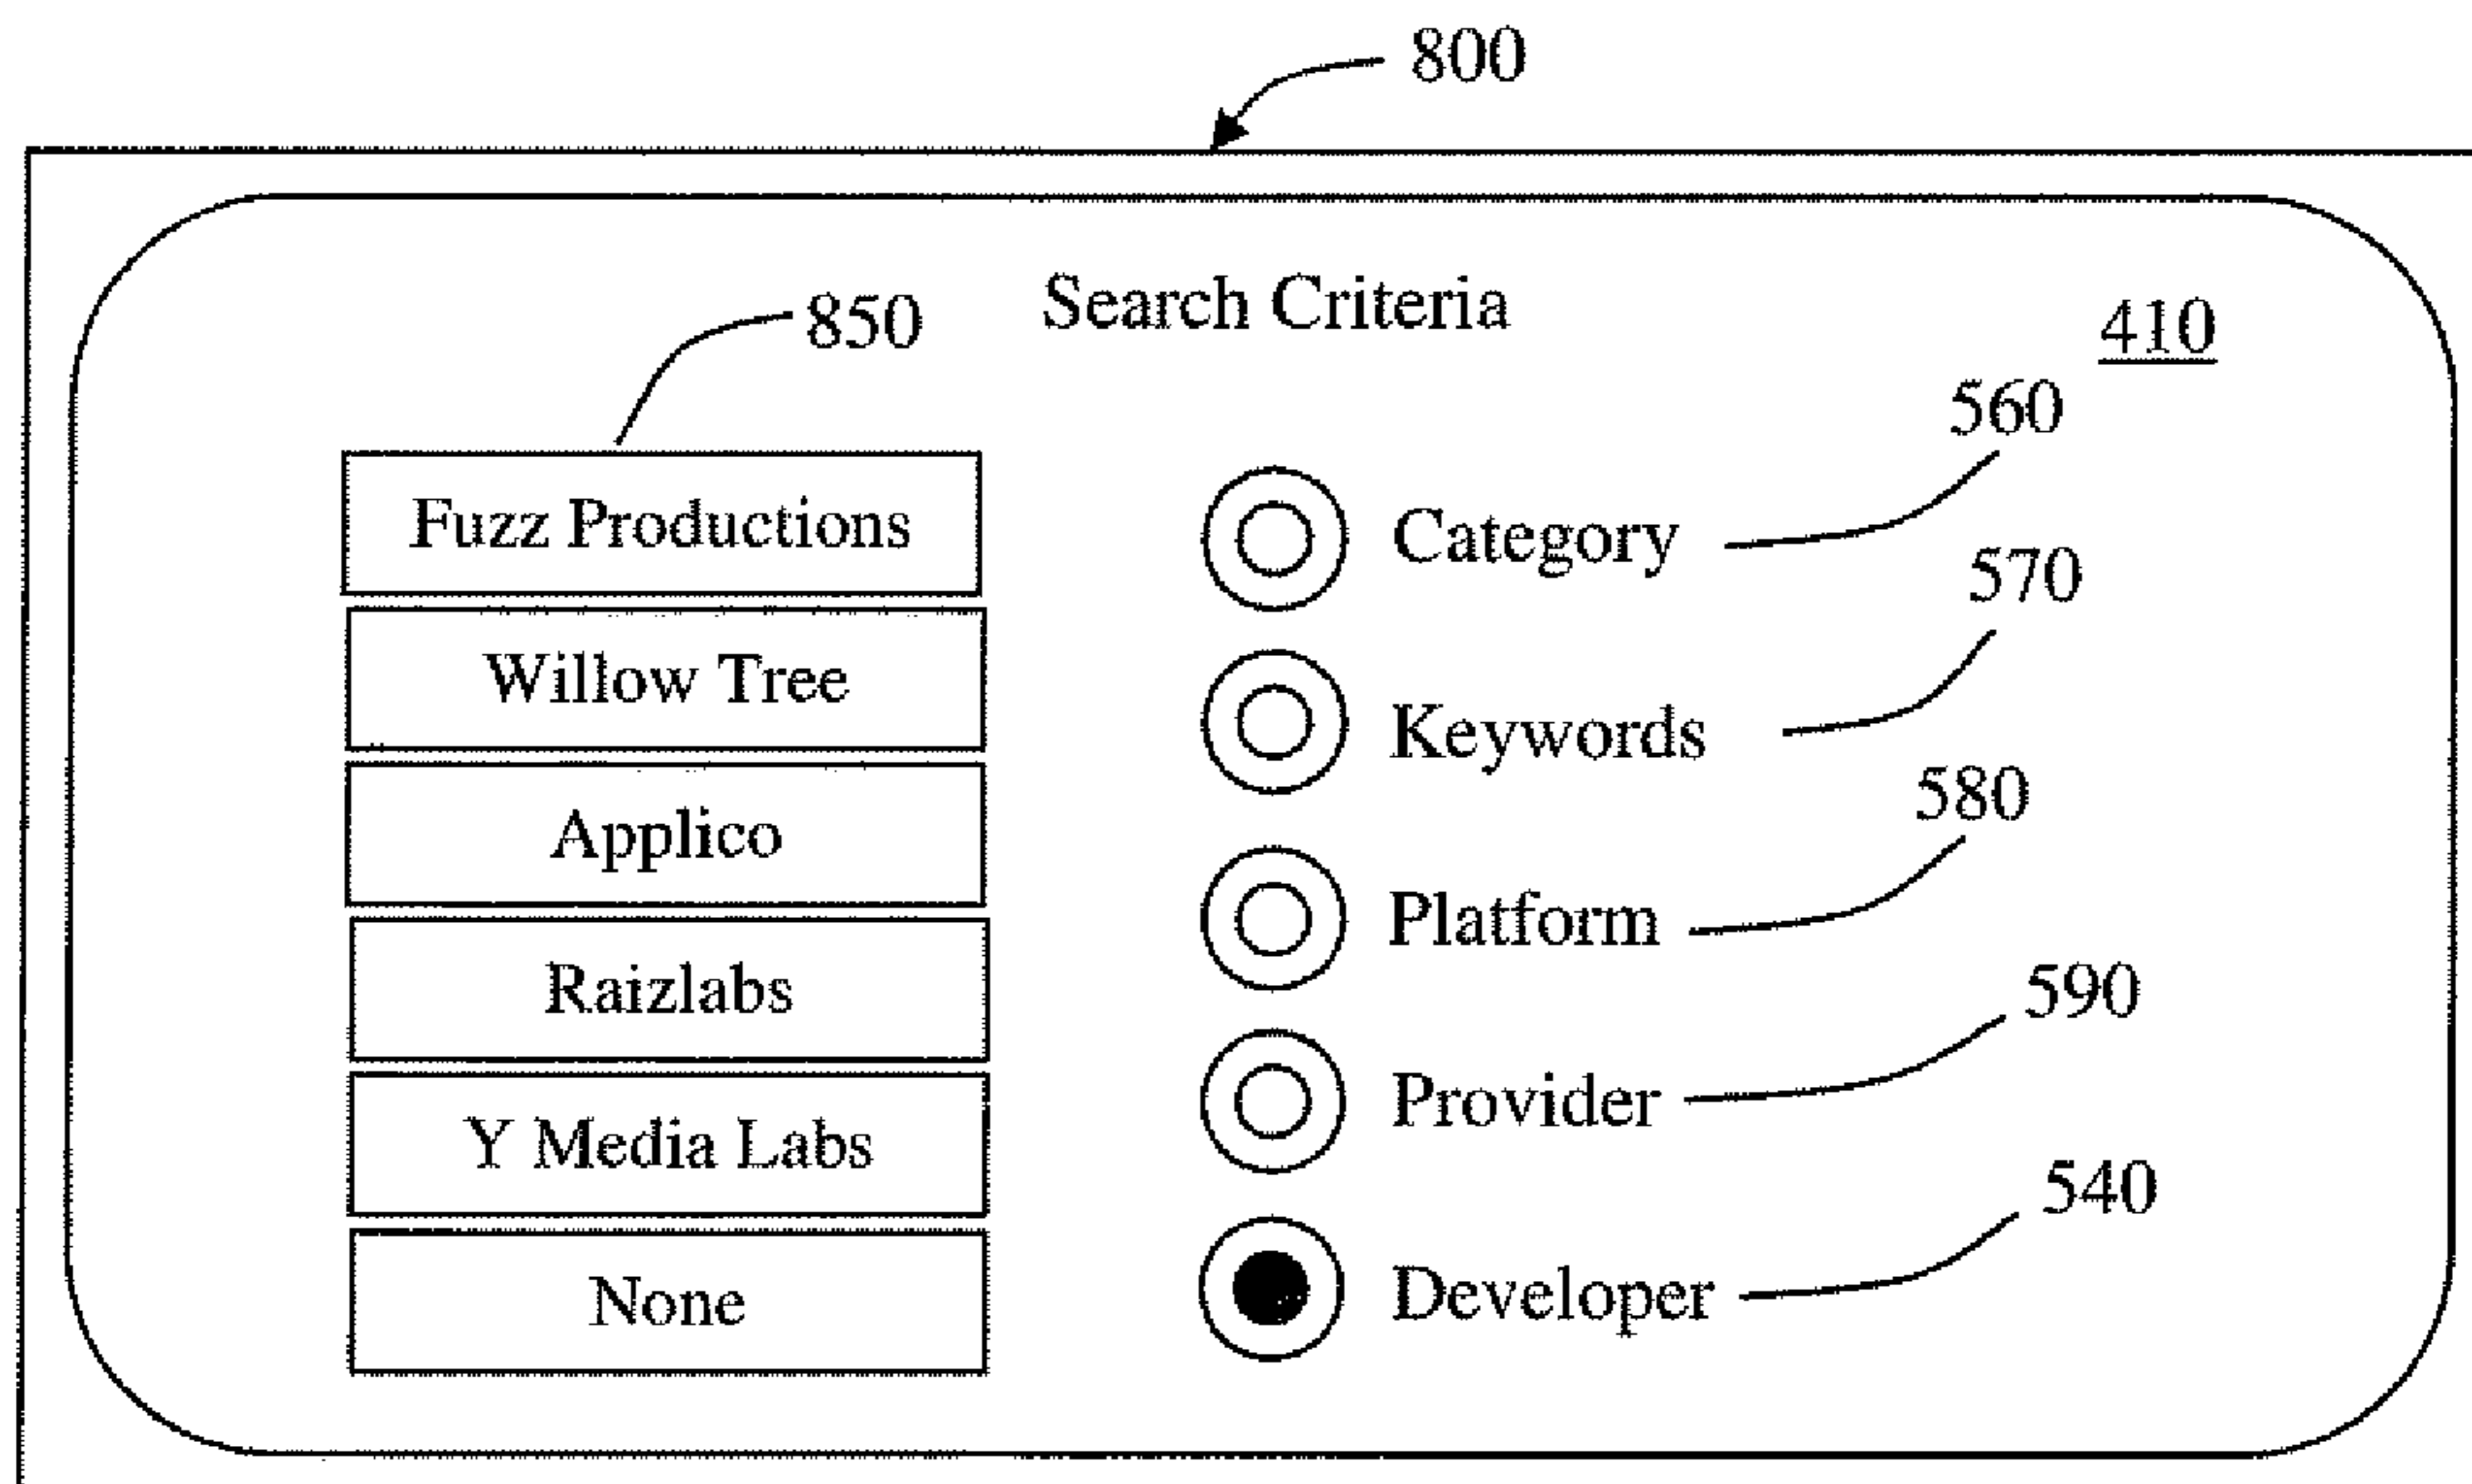 800
Search Criteria
850
410
560
Fuzz Productions
Category
570
Willow Tree
Keywords
580
Applico
Platform
590
Raizlabs
Provider
540
Y Media Labs
Developer
None